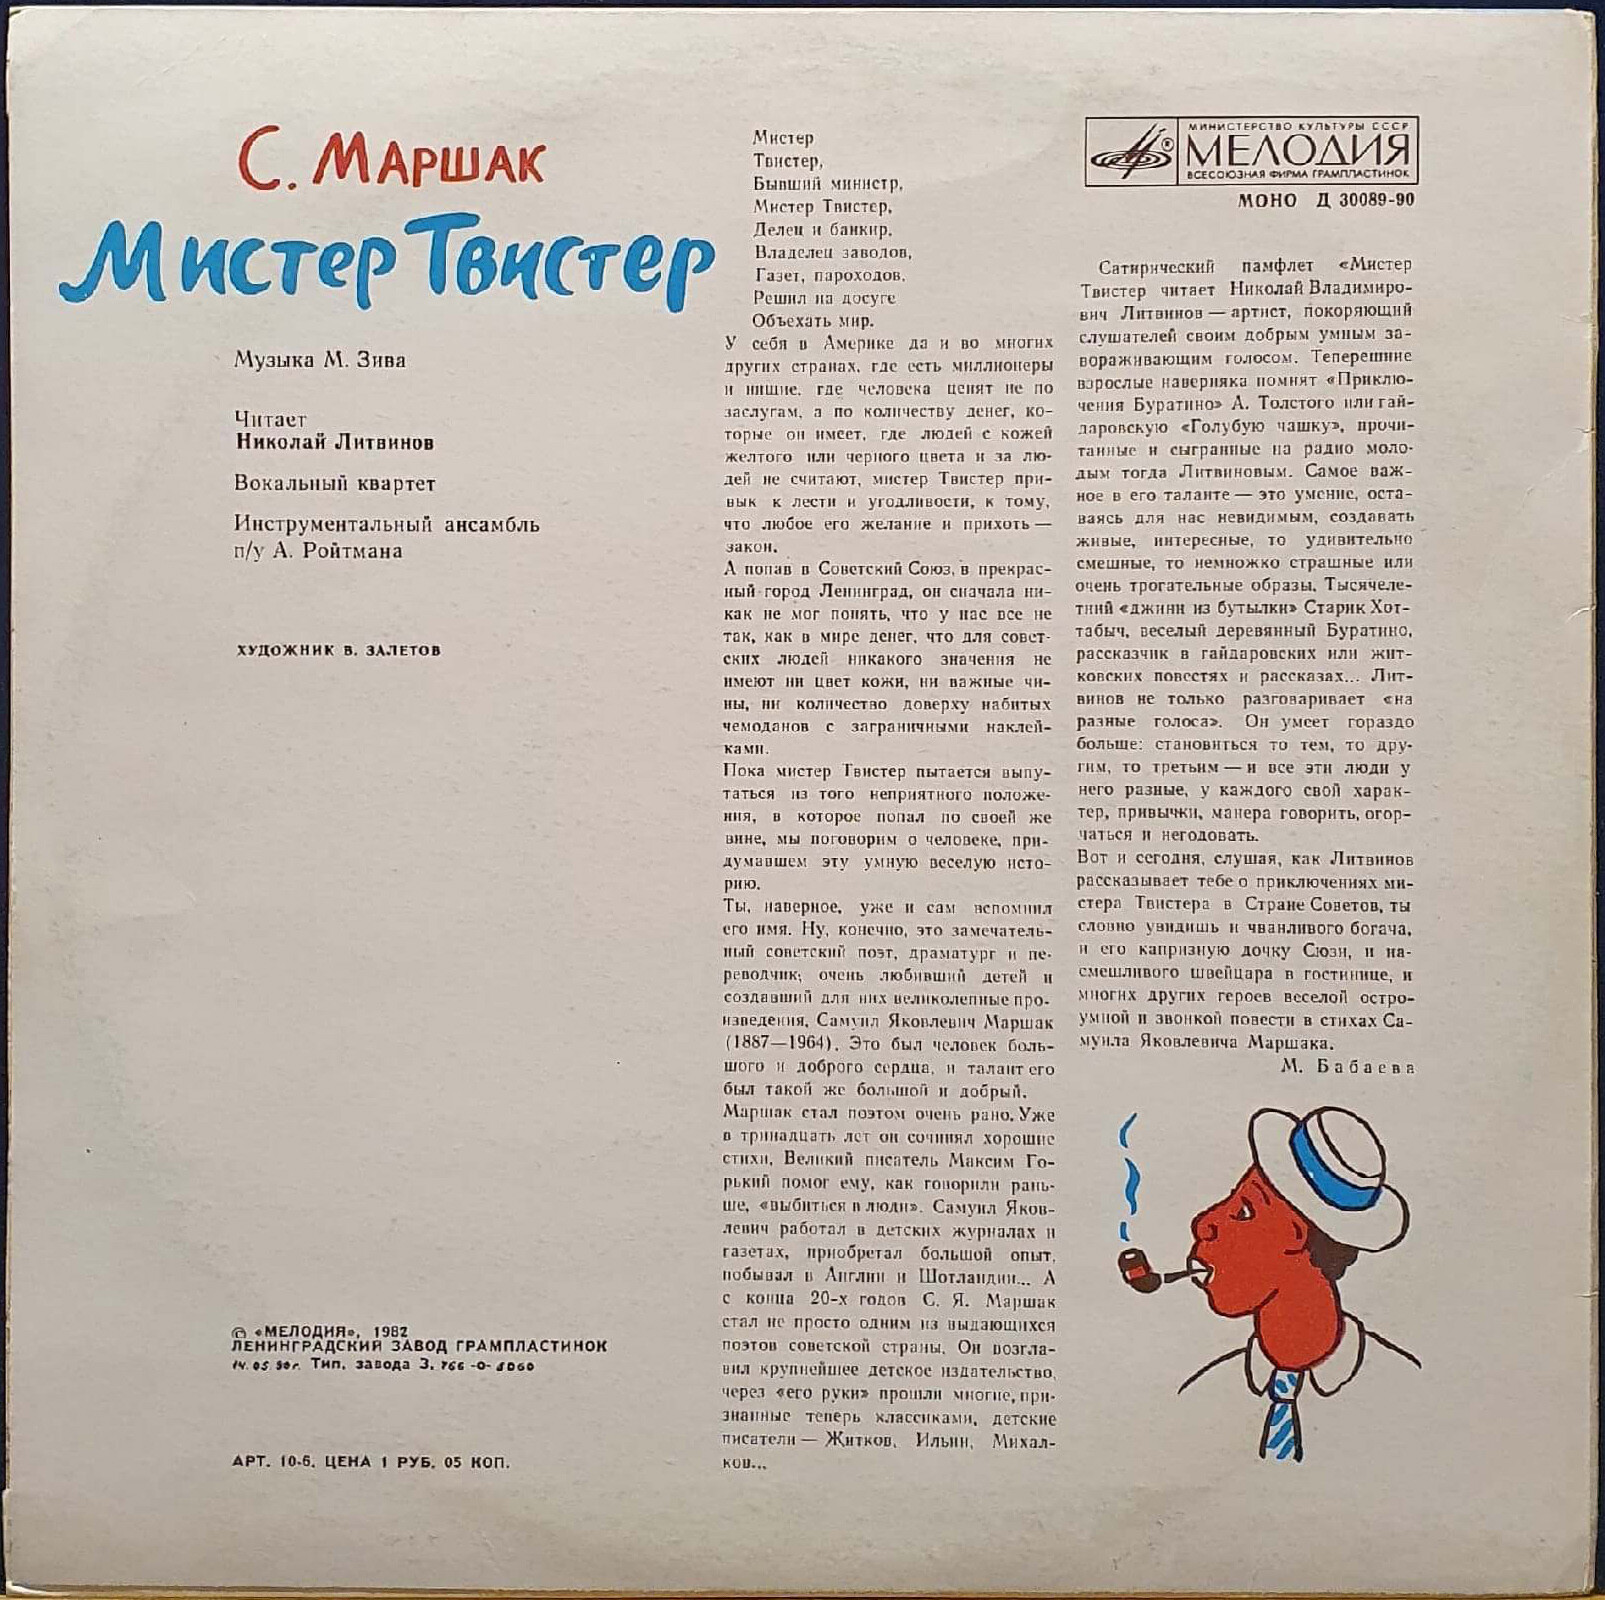 С. МАРШАК
Мистер Твистер
Музыка М. Зива
Читает
Николай Литвинов
Вокальный квартет
Инструментальный ансамбль
п/у А. Ройтмана
ХУДОЖНИК В. ЗАЛЕТОВ
© «МЕЛОДИЯ», 1982
ЛЕНИНГРАДСКИЙ ЗАВОД ГРАМПЛАСТИНОК
14.05.90г. Тип. завода З. 766 -0- 5060
АРТ. 10-6. ЦЕНА 1 РУБ. 05 КОП.
Мистер
Твистер,
Бывший министр,
Мистер Твистер,
Делец и банкир,
Владелец заводов,
Газет, пароходов,
Решил на досуге
Объехать мир.
У себя в Америке да и во многих
других странах, где есть миллионеры
и нищие, где человека ценят не по
заслугам, а по количеству денег, ко-
торые он имеет, где людей с кожей
желтого или черного цвета и за лю-
дей не считают, мистер Твистер при-
вык к лести и угодливости, к тому,
что любое его желание и прихоть —
закон.
А попав в Советский Союз, в прекрас-
ный город Ленинград, он сначала ни-
как не мог понять, что у нас все не
так, как в мире денег, что для совет-
ских людей никакого значения не
имеют ни цвет кожи, ни важные чи-
ны, ни количество доверху набитых
чемоданов с заграничными наклей-
ками.
Пока мистер Твистер пытается выпу-
таться из того неприятного положе-
ния, в которое попал по своей же
вине, мы поговорим о человеке, при-
думавшем эту умную веселую исто-
рию.
Ты, наверное, уже и сам вспомнил
его имя. Ну, конечно, это замечатель-
ный советский поэт, драматург и пе-
реводчик, очень любивший детей и
создавший для них великолепные про-
изведения, Самуил Яковлевич Маршак
(1887—1964). Это был человек боль-
шого и доброго сердца, и талант его
был такой же большой и добрый.
Маршак стал поэтом очень рано. Уже
в тринадцать лет он сочинял хорошие
стихи. Великий писатель Максим Го-
рький помог ему, как говорили рань-
ше, «выбиться в люди». Самуил Яков-
левич работал в детских журналах и
газетах, приобретал большой опыт,
побывал в Англии и Шотландии... А
с конца 20-х годов С. Я. Маршак
стал не просто одним из выдающихся
поэтов советской страны. Он возгла-
вил крупнейшее детское издательство,
через «его руки» прошли многие, при-
знанные теперь классиками, детские
писатели — Житков, Ильин, Михал-
ков...
МИНИСТЕРСТВО КУЛЬТУРЫ СССР
МЕЛОДИЯ
ВСЕСОЮЗНАЯ ФИРМА ГРАМПЛАСТИНОК
®
МОНО Д 30089-90
Сатирический памфлет «Мистер
Твистер читает Николай Владимиро-
вич Литвинов — артист, покоряющий
слушателей своим добрым умным за-
вораживающим голосом. Теперешние
взрослые наверняка помнят «Приклю-
чения Буратино» А. Толстого или гай-
даровскую «Голубую чашку», прочи-
танные и сыгранные на радио моло-
дым тогда Литвиновым. Самое важ-
ное в его таланте — это умение, оста-
ваясь для нас невидимым, создавать
живые, интересные, то удивительно
смешные, то немножко страшные или
очень трогательные образы. Тысячеле-
тний «джинн из бутылки» Старик Хот-
табыч, веселый деревянный Буратино,
рассказчик в гайдаровских или жит-
ковских повестях и рассказах... Лит-
винов не только разговаривает «на
разные голоса». Он умеет гораздо
больше: становиться то тем, то дру-
гим, то третьим — и все эти люди у
него разные, у каждого свой харак-
тер, привычки, манера говорить, огор-
чаться и негодовать.
Вот и сегодня, слушая, как Литвинов
рассказывает тебе о приключениях ми-
стера Твистера в Стране Советов, ты
словно увидишь и чванливого богача,
и его капризную дочку Сюзи, и на-
смешливого швейцара в гостинице, и
многих других героев веселой остро-
умной и звонкой повести в стихах Са-
муила Яковлевича Маршака.
М. Бабаева